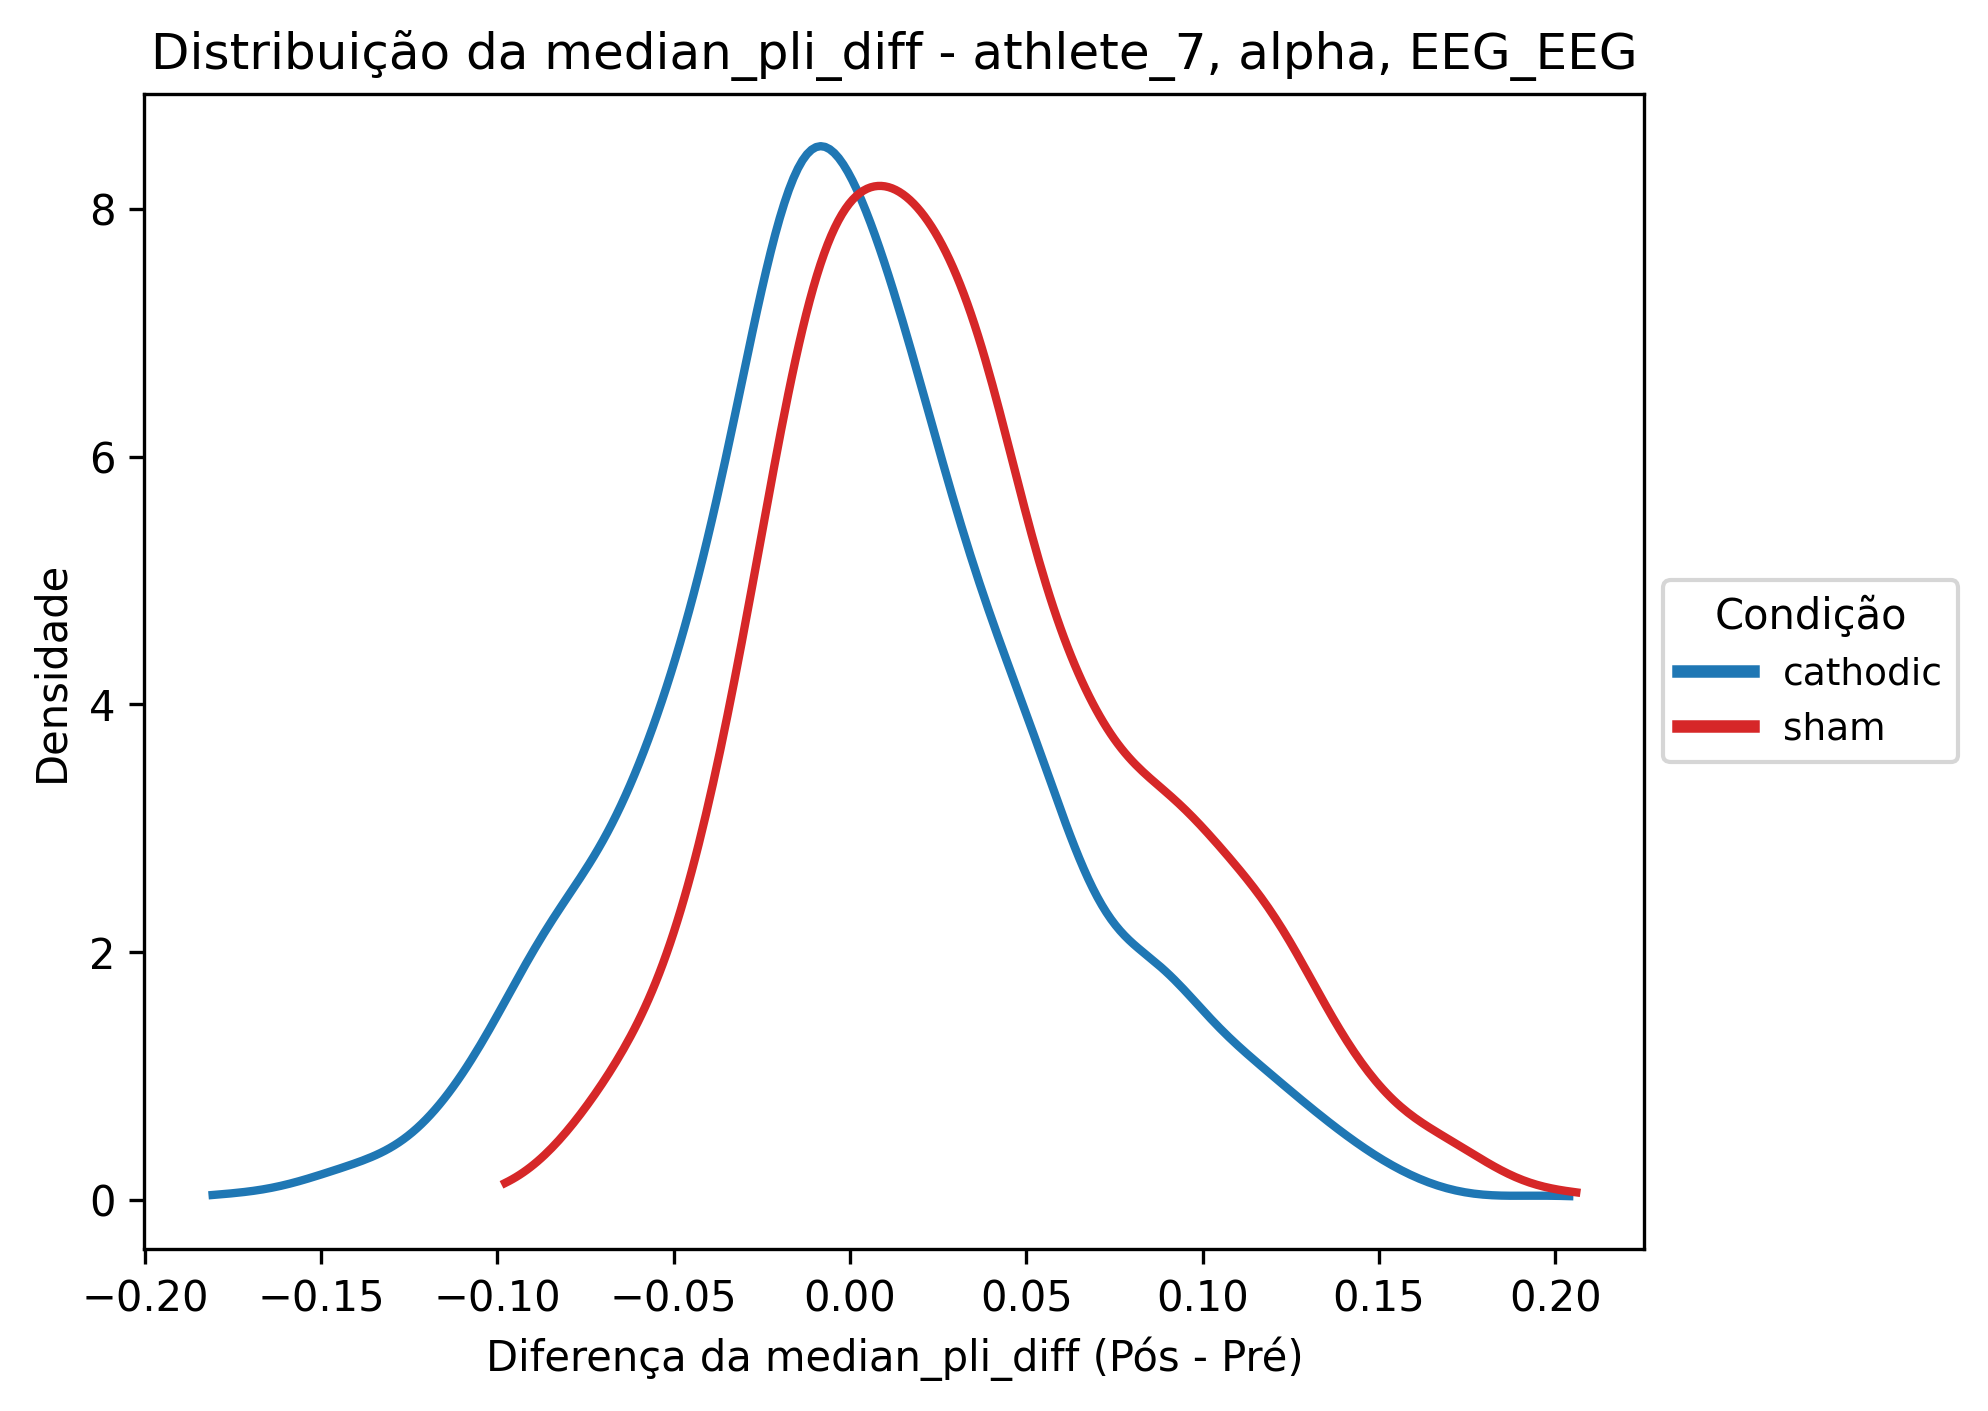 Distribuição da median_pli_diff - athlete_7, alpha, EEG_EEG
Densidade
8
6
4
2
0
−0.20 −0.15 −0.10 −0.05 0.00 0.05 0.10 0.15 0.20
Diferença da median_pli_diff (Pós - Pré)
Condição
cathodic
sham